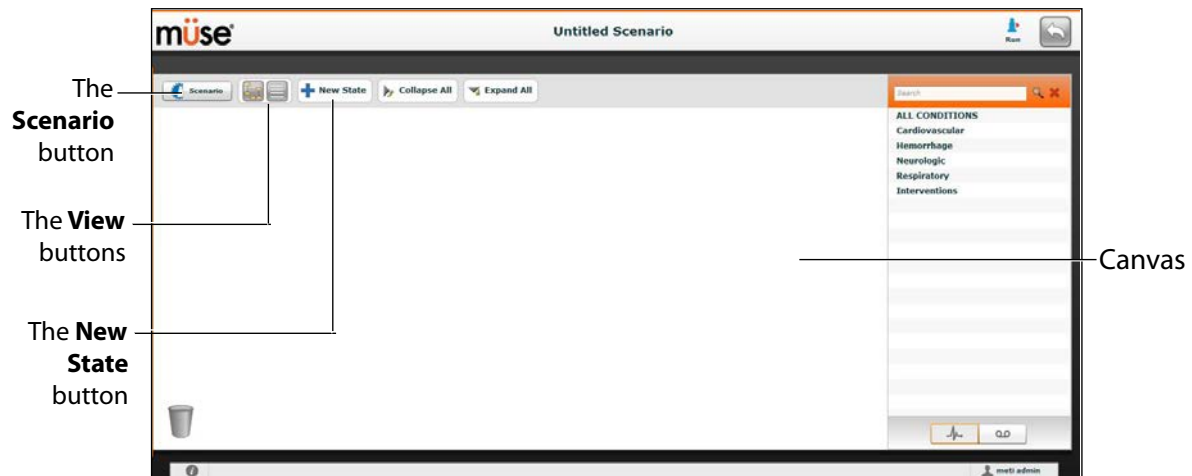 müse
Untitled Scenario
Run
The
Scenario
button
Scenario
New State
Collapse All
Expand All
Search
ALL CONDITIONS
Cardiovascular
Hemorrhage
Neurologic
Respiratory
Interventions
The View
buttons
Canvas
The New
State
button
meti admin